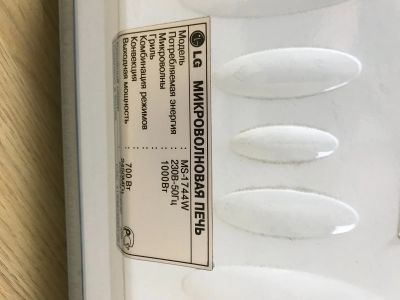 LG МИКРОВОЛНОВАЯ ПЕЧЬ
Модель MS-1744W
Потребляемая энергия 230В~50Гц
Микроволны 1000Вт
Гриль
Комбинация режимов
Конвекция
Выходная мощность 700 Вт
2450МГц